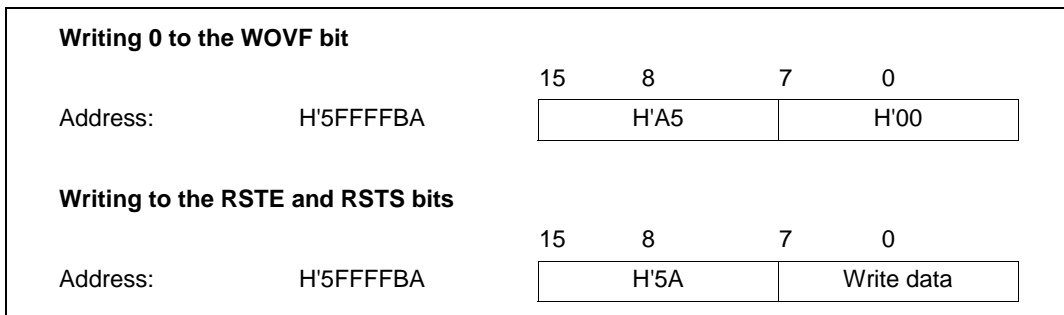 Writing 0 to the WOVF bit
15 8 7 0
Address: H'5FFFFBA H'A5 H'00
Writing to the RSTE and RSTS bits
15 8 7 0
Address: H'5FFFFBA H'5A Write data